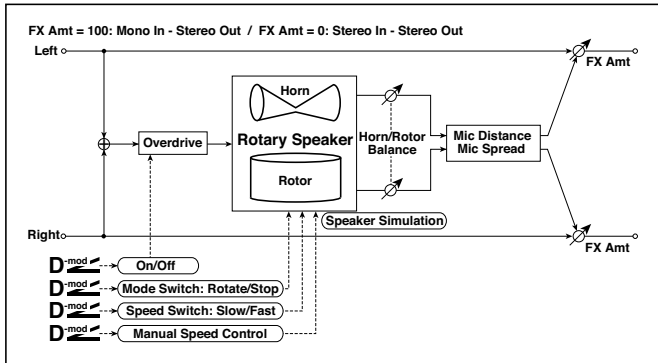 FX Amt = 100: Mono In - Stereo Out / FX Amt = 0: Stereo In - Stereo Out
Left
FX Amt
Horn
Overdrive
Rotary Speaker
Horn/Rotor
Balance
Mic Distance
Mic Spread
Rotor
Speaker Simulation
Right
FX Amt
D-mod
On/Off
D-mod
Mode Switch: Rotate/Stop
D-mod
Speed Switch: Slow/Fast
D-mod
Manual Speed Control